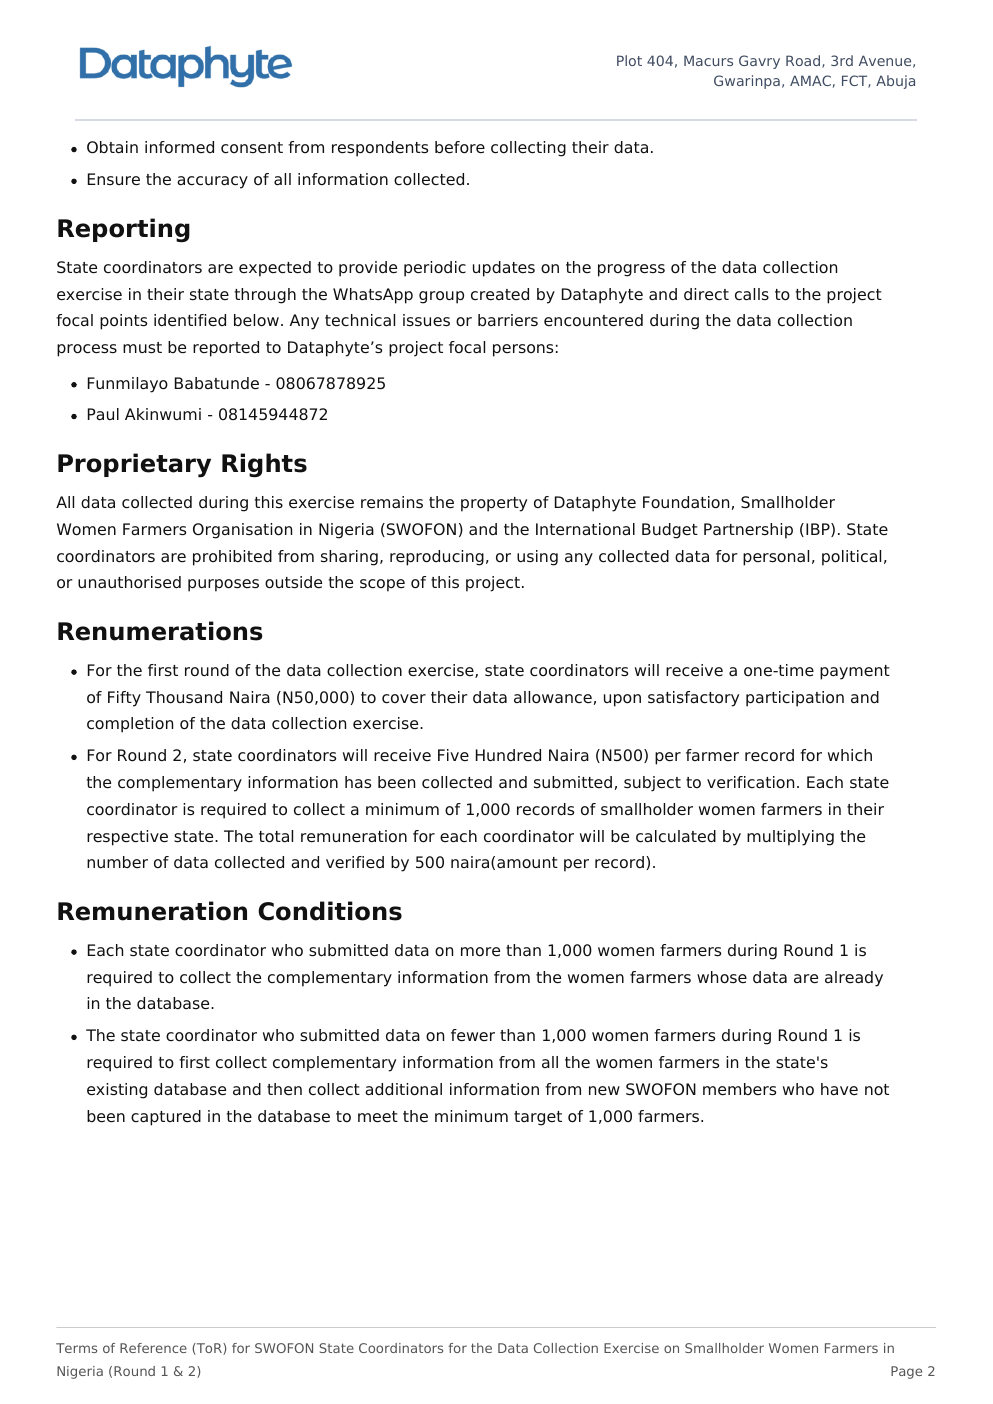 Dataphyte
Plot 404, Macurs Gavry Road, 3rd Avenue,
Gwarinpa, AMAC, FCT, Abuja
• Obtain informed consent from respondents before collecting their data.
• Ensure the accuracy of all information collected.
Reporting
State coordinators are expected to provide periodic updates on the progress of the data collection
exercise in their state through the WhatsApp group created by Dataphyte and direct calls to the project
focal points identified below. Any technical issues or barriers encountered during the data collection
process must be reported to Dataphyte’s project focal persons:
• Funmilayo Babatunde - 08067878925
• Paul Akinwumi - 08145944872
Proprietary Rights
All data collected during this exercise remains the property of Dataphyte Foundation, Smallholder
Women Farmers Organisation in Nigeria (SWOFON) and the International Budget Partnership (IBP). State
coordinators are prohibited from sharing, reproducing, or using any collected data for personal, political,
or unauthorised purposes outside the scope of this project.
Renumerations
• For the first round of the data collection exercise, state coordinators will receive a one-time payment
of Fifty Thousand Naira (N50,000) to cover their data allowance, upon satisfactory participation and
completion of the data collection exercise.
• For Round 2, state coordinators will receive Five Hundred Naira (N500) per farmer record for which
the complementary information has been collected and submitted, subject to verification. Each state
coordinator is required to collect a minimum of 1,000 records of smallholder women farmers in their
respective state. The total remuneration for each coordinator will be calculated by multiplying the
number of data collected and verified by 500 naira(amount per record).
Remuneration Conditions
• Each state coordinator who submitted data on more than 1,000 women farmers during Round 1 is
required to collect the complementary information from the women farmers whose data are already
in the database.
• The state coordinator who submitted data on fewer than 1,000 women farmers during Round 1 is
required to first collect complementary information from all the women farmers in the state's
existing database and then collect additional information from new SWOFON members who have not
been captured in the database to meet the minimum target of 1,000 farmers.
Terms of Reference (ToR) for SWOFON State Coordinators for the Data Collection Exercise on Smallholder Women Farmers in
Nigeria (Round 1 & 2)
Page 2